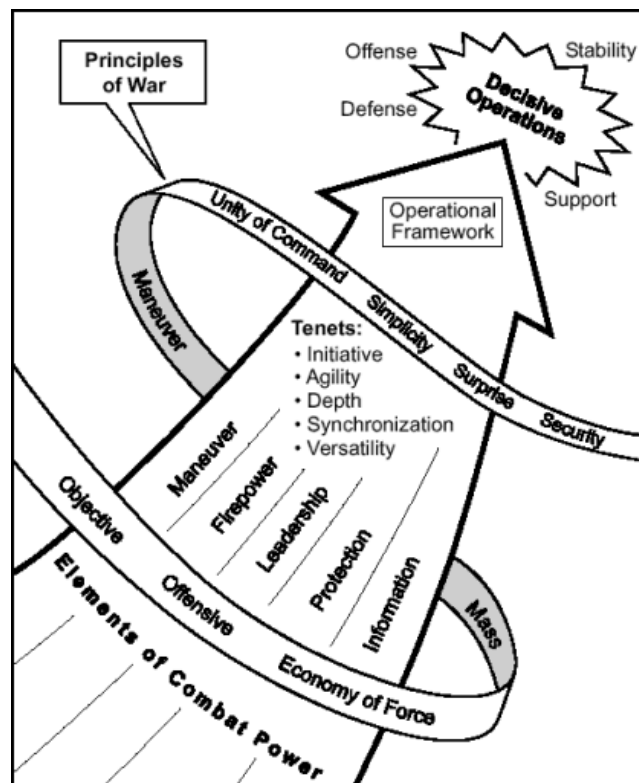 Principles
of War
Offense
Stability
Defense
Decisive
Operations
Support
Operational
Framework
Unity of Command
Simplicity
Surprise
Security
Maneuver
Tenets:
• Initiative
• Agility
• Depth
• Synchronization
• Versatility
Maneuver
Firepower
Leadership
Protection
Information
Objective
Offensive
Economy of Force
Mass
Elements of Combat Power